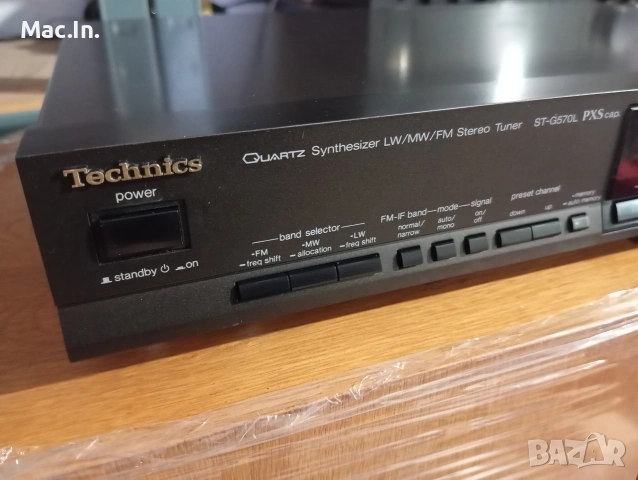 Mac.In.
Technics
QUARTZ Synthesizer LW/MW/FM Stereo Tuner ST-G570L PXS cap.
power
standby on
band selector
-FM -MW -LW
-freq shift -allocation -freq shift
FM-IF band mode signal
normal/ narrow auto/ mono on/ off
preset channel
down up
-memory
-auto memory
BAZAR